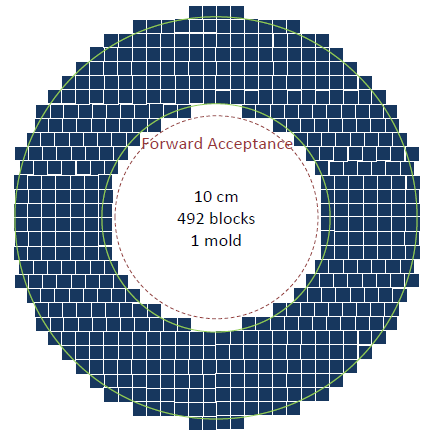 Forward Acceptance
10 cm
492 blocks
1 mold